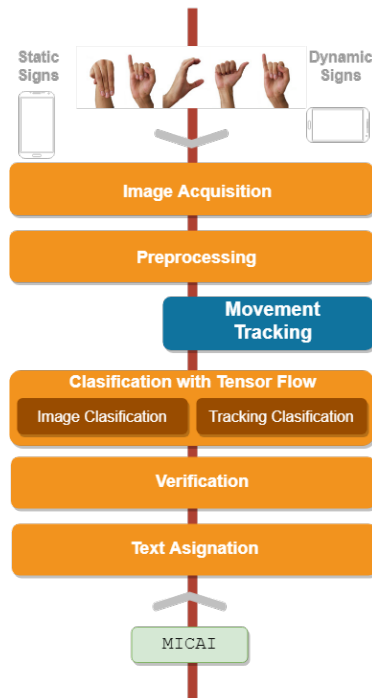 Static
Signs
Dynamic
Signs
Image Acquisition
Preprocessing
Movement
Tracking
Clasification with Tensor Flow
Image Clasification
Tracking Clasification
Verification
Text Asignation
MICAI